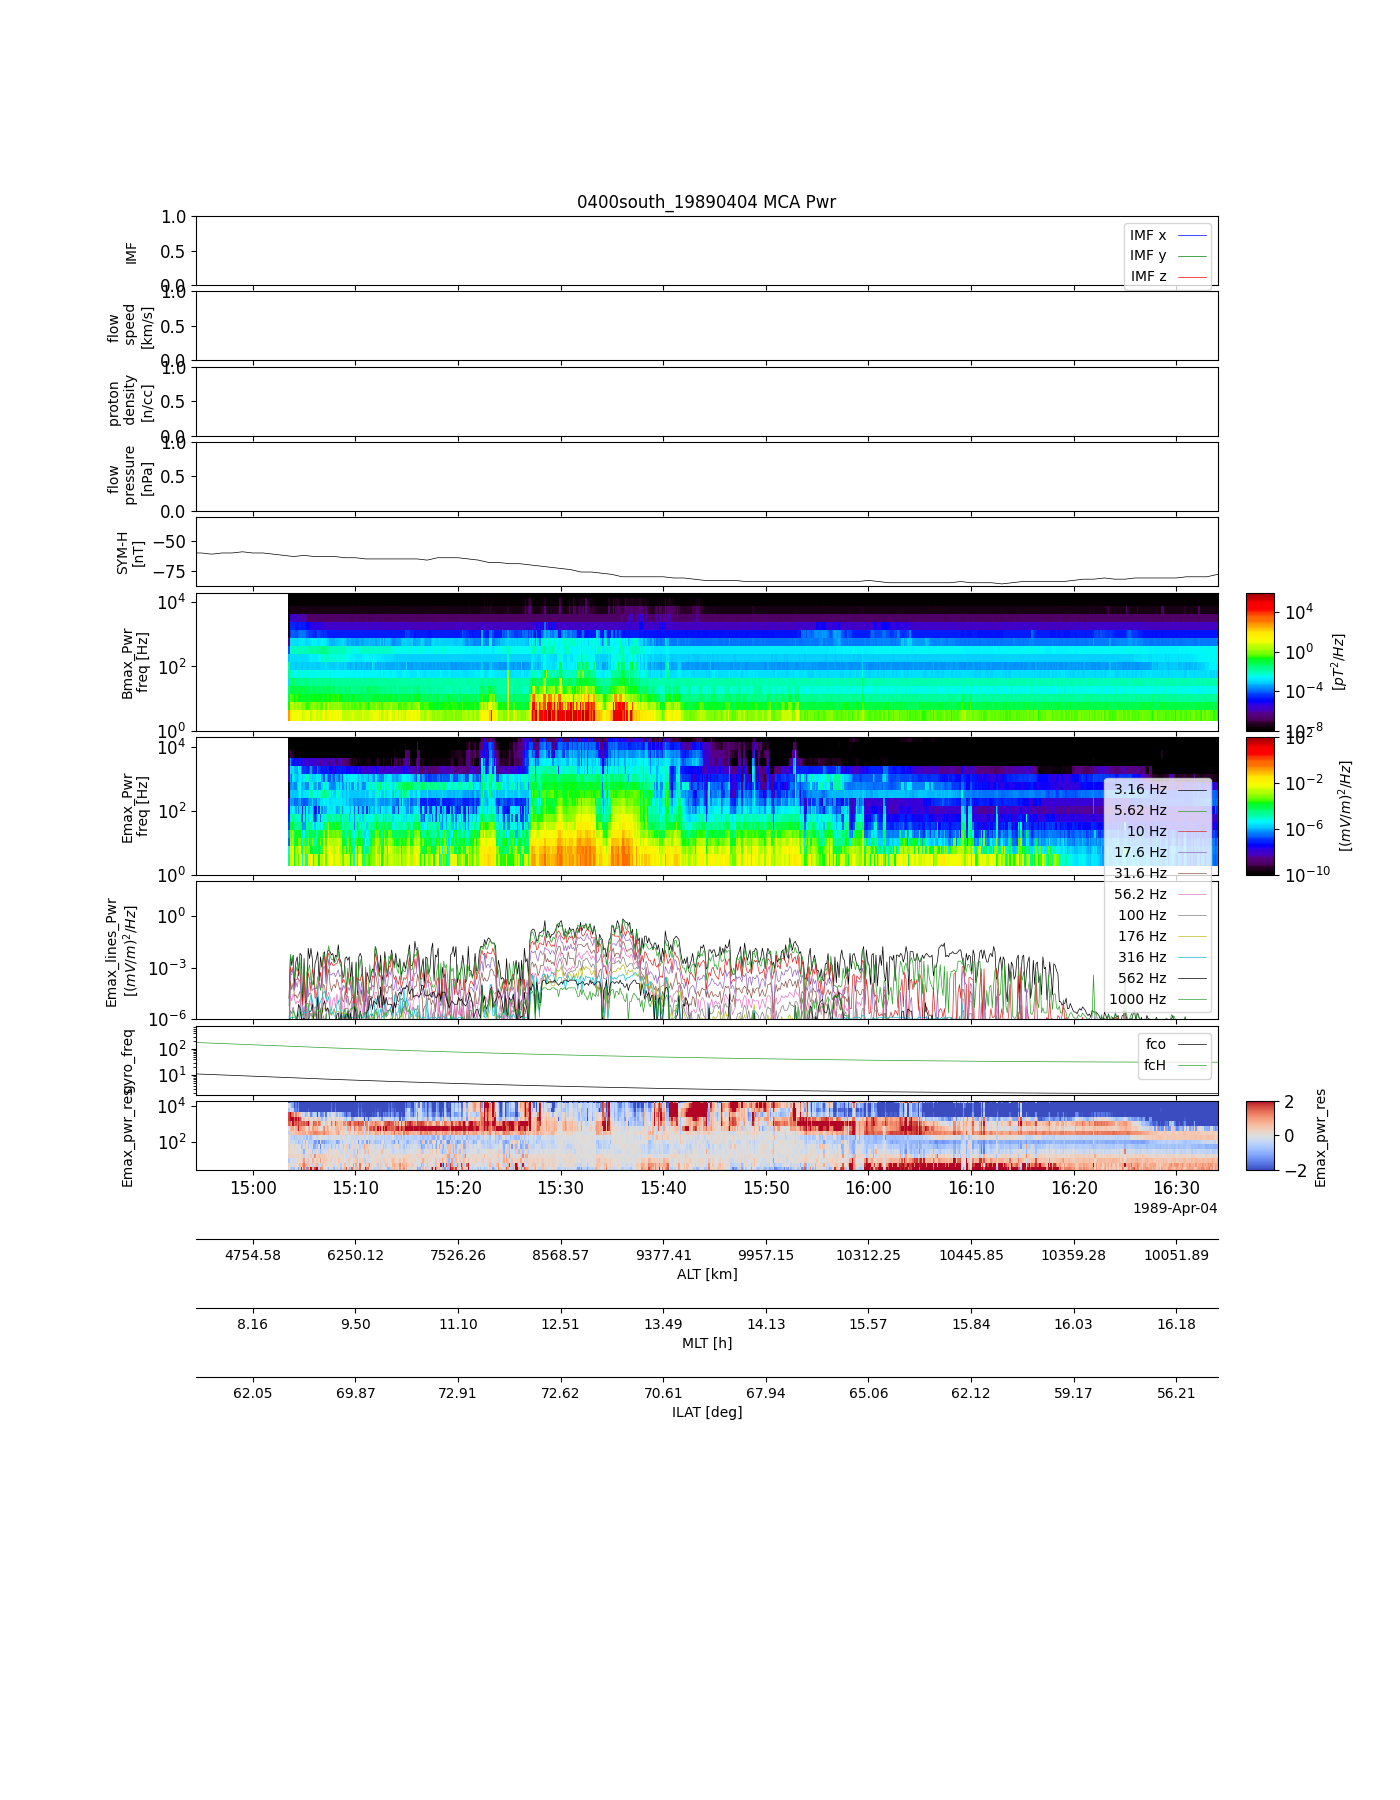 0400south_19890404 MCA Pwr
IMF
1.0
0.5
0.0
IMF x
IMF y
IMF z
flow
speed
[km/s]
1.0
0.5
0.0
proton
density
[n/cc]
1.0
0.5
0.0
flow
pressure
[nPa]
1.0
0.5
0.0
SYM-H
[nT]
−50
−75
Bmax_Pwr
freq [Hz]
10^4
10^2
10^0
10^4
10^0
10^−4
10^−8
[pT^2/Hz]
Emax_Pwr
freq [Hz]
10^4
10^2
10^0
10^2
10^−2
10^−6
10^−10
[(mV/m)^2/Hz]
3.16 Hz
5.62 Hz
10 Hz
17.6 Hz
31.6 Hz
56.2 Hz
100 Hz
176 Hz
316 Hz
562 Hz
1000 Hz
Emax_lines_Pwr
[(mV/m)^2/Hz]
10^0
10^−3
10^−6
gyro_freq
10^2
10^1
fco
fcH
Emax_pwr_res
10^4
10^2
2
0
−2
Emax_pwr_res
15:00 15:10 15:20 15:30 15:40 15:50 16:00 16:10 16:20 16:30
1989-Apr-04
4754.58 6250.12 7526.26 8568.57 9377.41 9957.15 10312.25 10445.85 10359.28 10051.89
ALT [km]
8.16 9.50 11.10 12.51 13.49 14.13 15.57 15.84 16.03 16.18
MLT [h]
62.05 69.87 72.91 72.62 70.61 67.94 65.06 62.12 59.17 56.21
ILAT [deg]